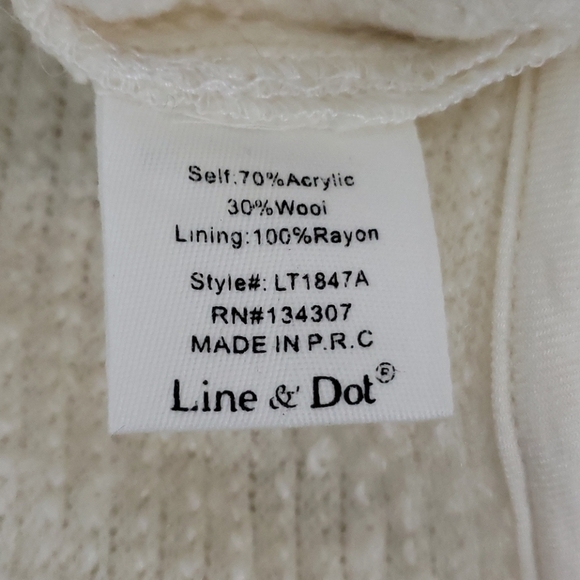 Self:70%Acrylic
30%Wool
Lining:100%Rayon
Style#: LT1847A
RN#134307
MADE IN P.R.C
Line & Dot®